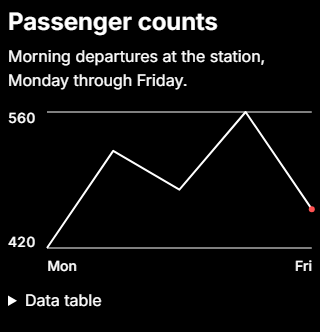 Passenger counts
Morning departures at the station,
Monday through Friday.
560
420
Mon Fri
Data table